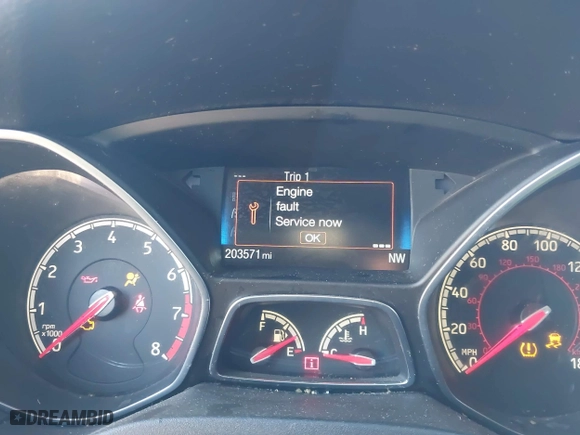 --- Trip 1
Engine
fault
Service now
OK
203571 mi NW
0 1 2 3 4 5 6 7 8
rpm
x1000
F E
H
MPH
0 20 40 60 80 100
DREAMBID